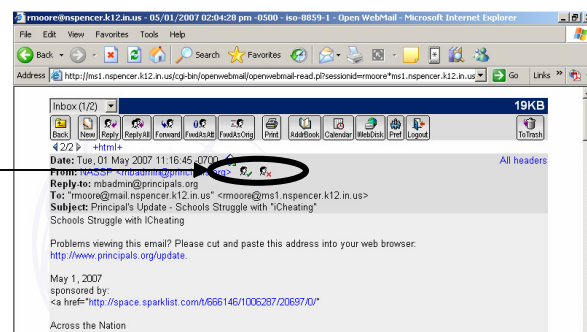 rmoore@nspencer.k12.in.us - 05/01/2007 02:04:28 pm -0500 - iso-8859-1 - Open WebMail - Microsoft Internet Explorer
File Edit View Favorites Tools Help
Back Search Favorites
Address http://ms1.nspencer.k12.in.us/cgi-bin/openwebmail/openwebmail-read.pl?sessionid=rmoore*ms1.nspencer.k12.in.us Go Links »
Inbox (1/2) 19KB
Back New Reply ReplyAll Forward FwdAsAtt FwdAsOrig Print AddrBook Calendar WebDisk Pref Logout ToTrash
2/2 +html+
Date: Tue, 01 May 2007 11:16:45 -0700 All headers
From: NASSP <mbadmin@principals.org>
Reply-to: mbadmin@principals.org
To: "rmoore@mail.nspencer.k12.in.us" <rmoore@ms1.nspencer.k12.in.us>
Subject: Principal's Update - Schools Struggle with "iCheating"
Schools Struggle with ICheating
Problems viewing this email? Please cut and paste this address into your web browser:
http://www.principals.org/update.
May 1, 2007
sponsored by:
<a href="http://space.sparklist.com/t/666146/1006287/20697/0/"
Across the Nation